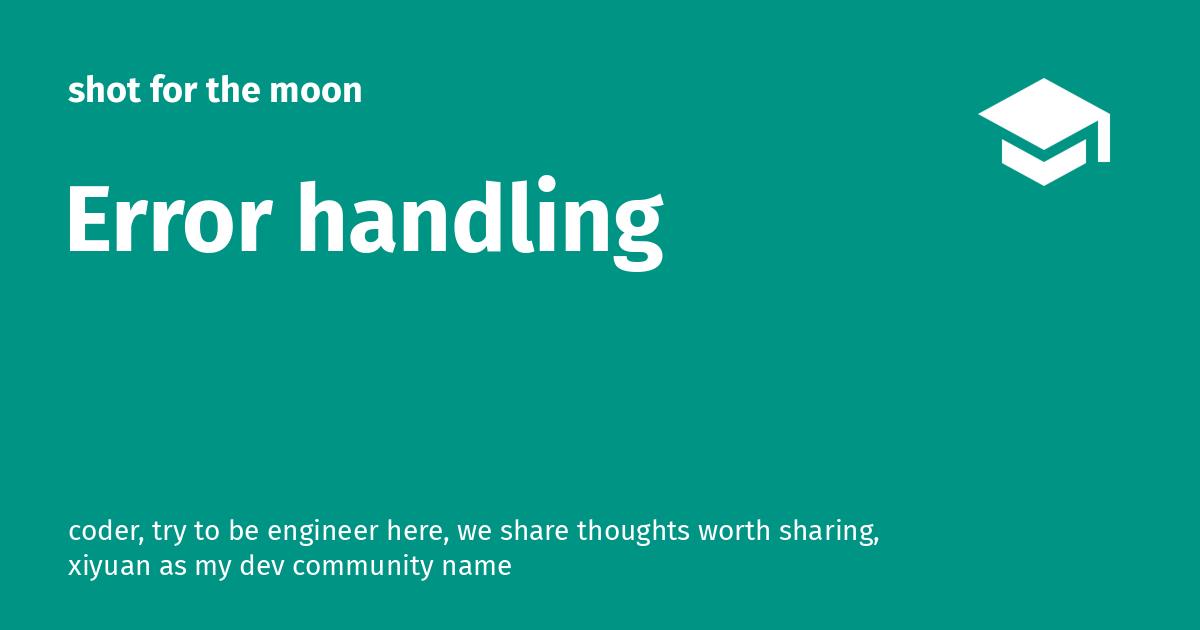 shot for the moon
Error handling
coder, try to be engineer here, we share thoughts worth sharing,
xiyuan as my dev community name